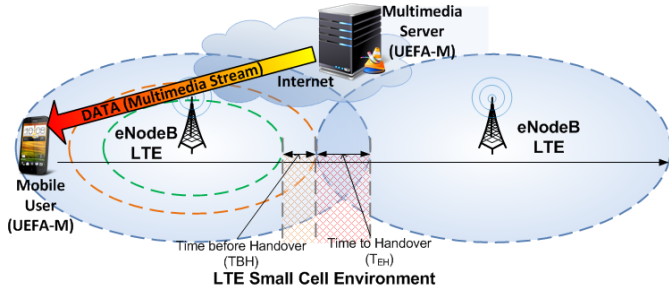 Multimedia
Server
(UEFA-M)
Internet
DATA (Multimedia Stream)
eNodeB
LTE
eNodeB
LTE
Mobile
User
(UEFA-M)
Time before Handover
(TBH)
Time to Handover
(TEH)
LTE Small Cell Environment